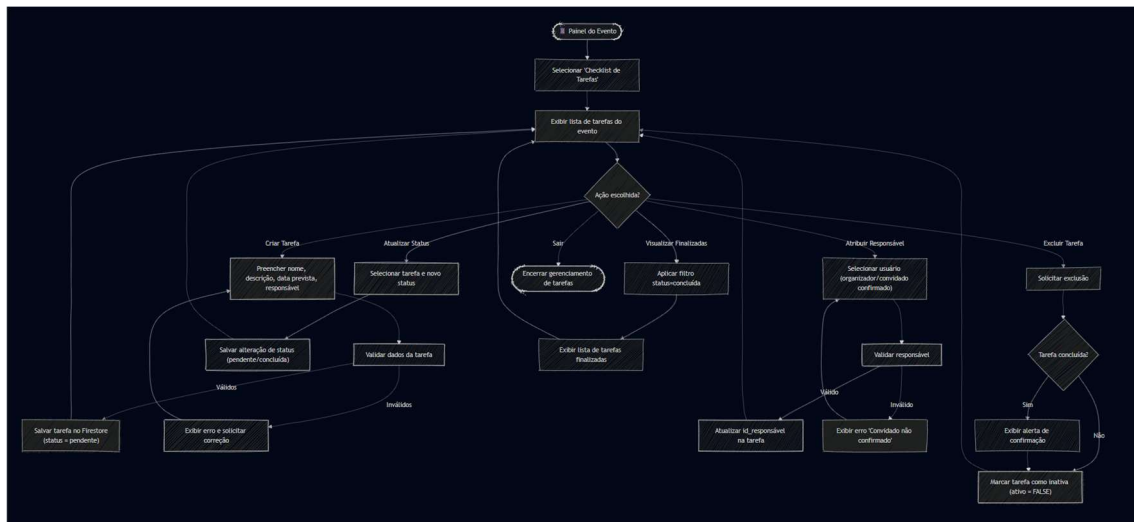 Painel do Evento
Selecionar 'Checklist de
Tarefas'
Exibir lista de tarefas do
evento
Ação escolhida?
Criar Tarefa
Atualizar Status
Sair
Visualizar Finalizadas
Atribuir Responsável
Excluir Tarefa
Preencher nome,
descrição, data prevista,
responsável
Selecionar tarefa e novo
status
Encerrar gerenciamento
de tarefas
Aplicar filtro
status=concluída
Selecionar usuário
(organizador/convidado
confirmado)
Solicitar exclusão
Salvar alteração de status
(pendente/concluída)
Validar dados da tarefa
Exibir lista de tarefas
finalizadas
Validar responsável
Tarefa concluída?
Válidos
Inválidos
Válido
Inválido
Sim
Não
Salvar tarefa no Firestore
(status = pendente)
Exibir erro e solicitar
correção
Atualizar id_responsável
na tarefa
Exibir erro 'Convidado não
confirmado'
Exibir alerta de
confirmação
Marcar tarefa como inativa
(ativo = FALSE)